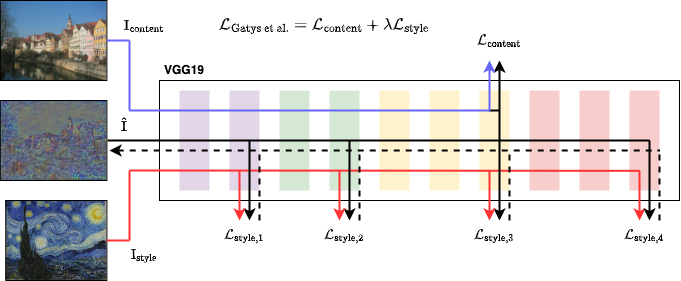 I_content
ℒ_Gatys et al. = ℒ_content + λℒ_style
ℒ_content
VGG19
Î
ℒ_style,1
ℒ_style,2
ℒ_style,3
ℒ_style,4
I_style